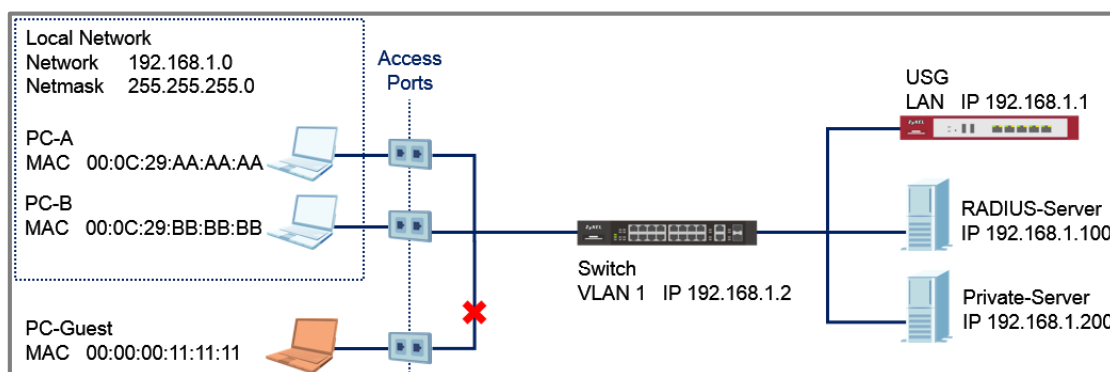 Local Network
Network 192.168.1.0
Netmask 255.255.255.0
Access
Ports
PC-A
MAC 00:0C:29:AA:AA:AA
PC-B
MAC 00:0C:29:BB:BB:BB
PC-Guest
MAC 00:00:00:11:11:11
ZyXEL
Switch
VLAN 1 IP 192.168.1.2
USG
LAN IP 192.168.1.1
ZyXEL
RADIUS-Server
IP 192.168.1.100
Private-Server
IP 192.168.1.200